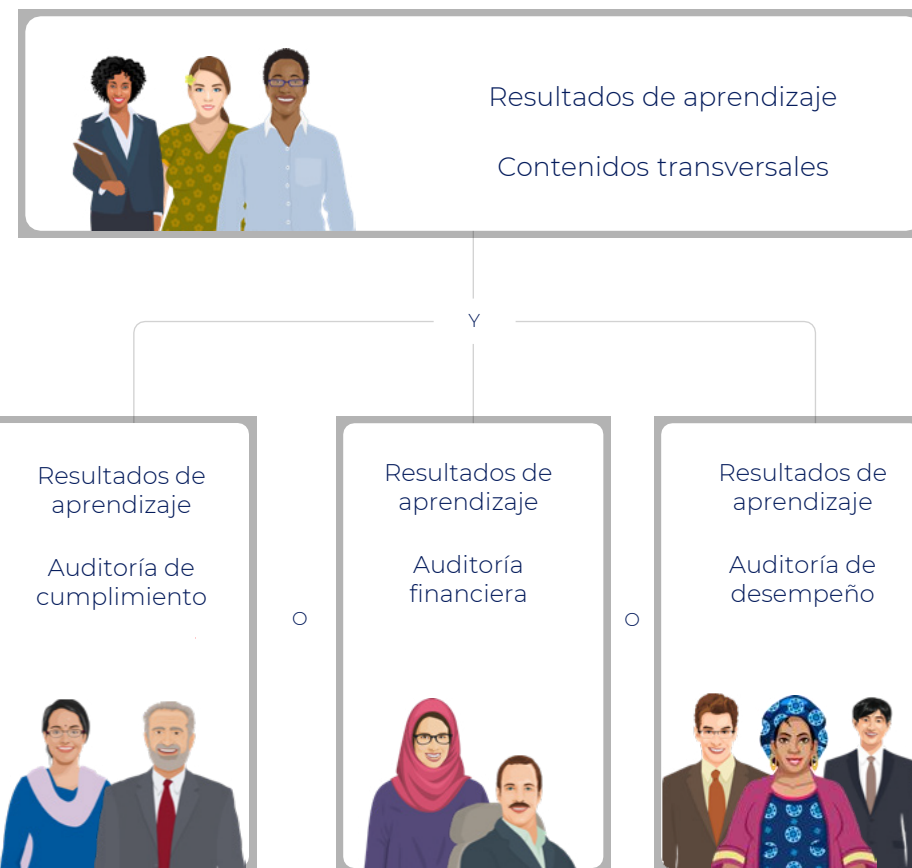 Resultados de aprendizaje
Contenidos transversales
Y
Resultados de
aprendizaje
Auditoría de
cumplimiento
O
Resultados de
aprendizaje
Auditoría
financiera
O
Resultados de
aprendizaje
Auditoría de
desempeño